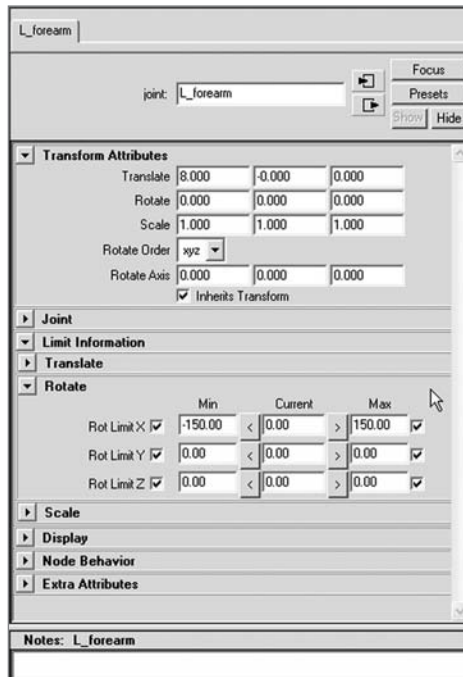 L_forearm
joint: L_forearm
Focus
Presets
Show Hide
Transform Attributes
Translate 8.000 -0.000 0.000
Rotate 0.000 0.000 0.000
Scale 1.000 1.000 1.000
Rotate Order xyz
Rotate Axis 0.000 0.000 0.000
Inherits Transform
Joint
Limit Information
Translate
Rotate
Min Current Max
Rot Limit X -150.00 < 0.00 > 150.00
Rot Limit Y 0.00 < 0.00 > 0.00
Rot Limit Z 0.00 < 0.00 > 0.00
Scale
Display
Node Behavior
Extra Attributes
Notes: L_forearm